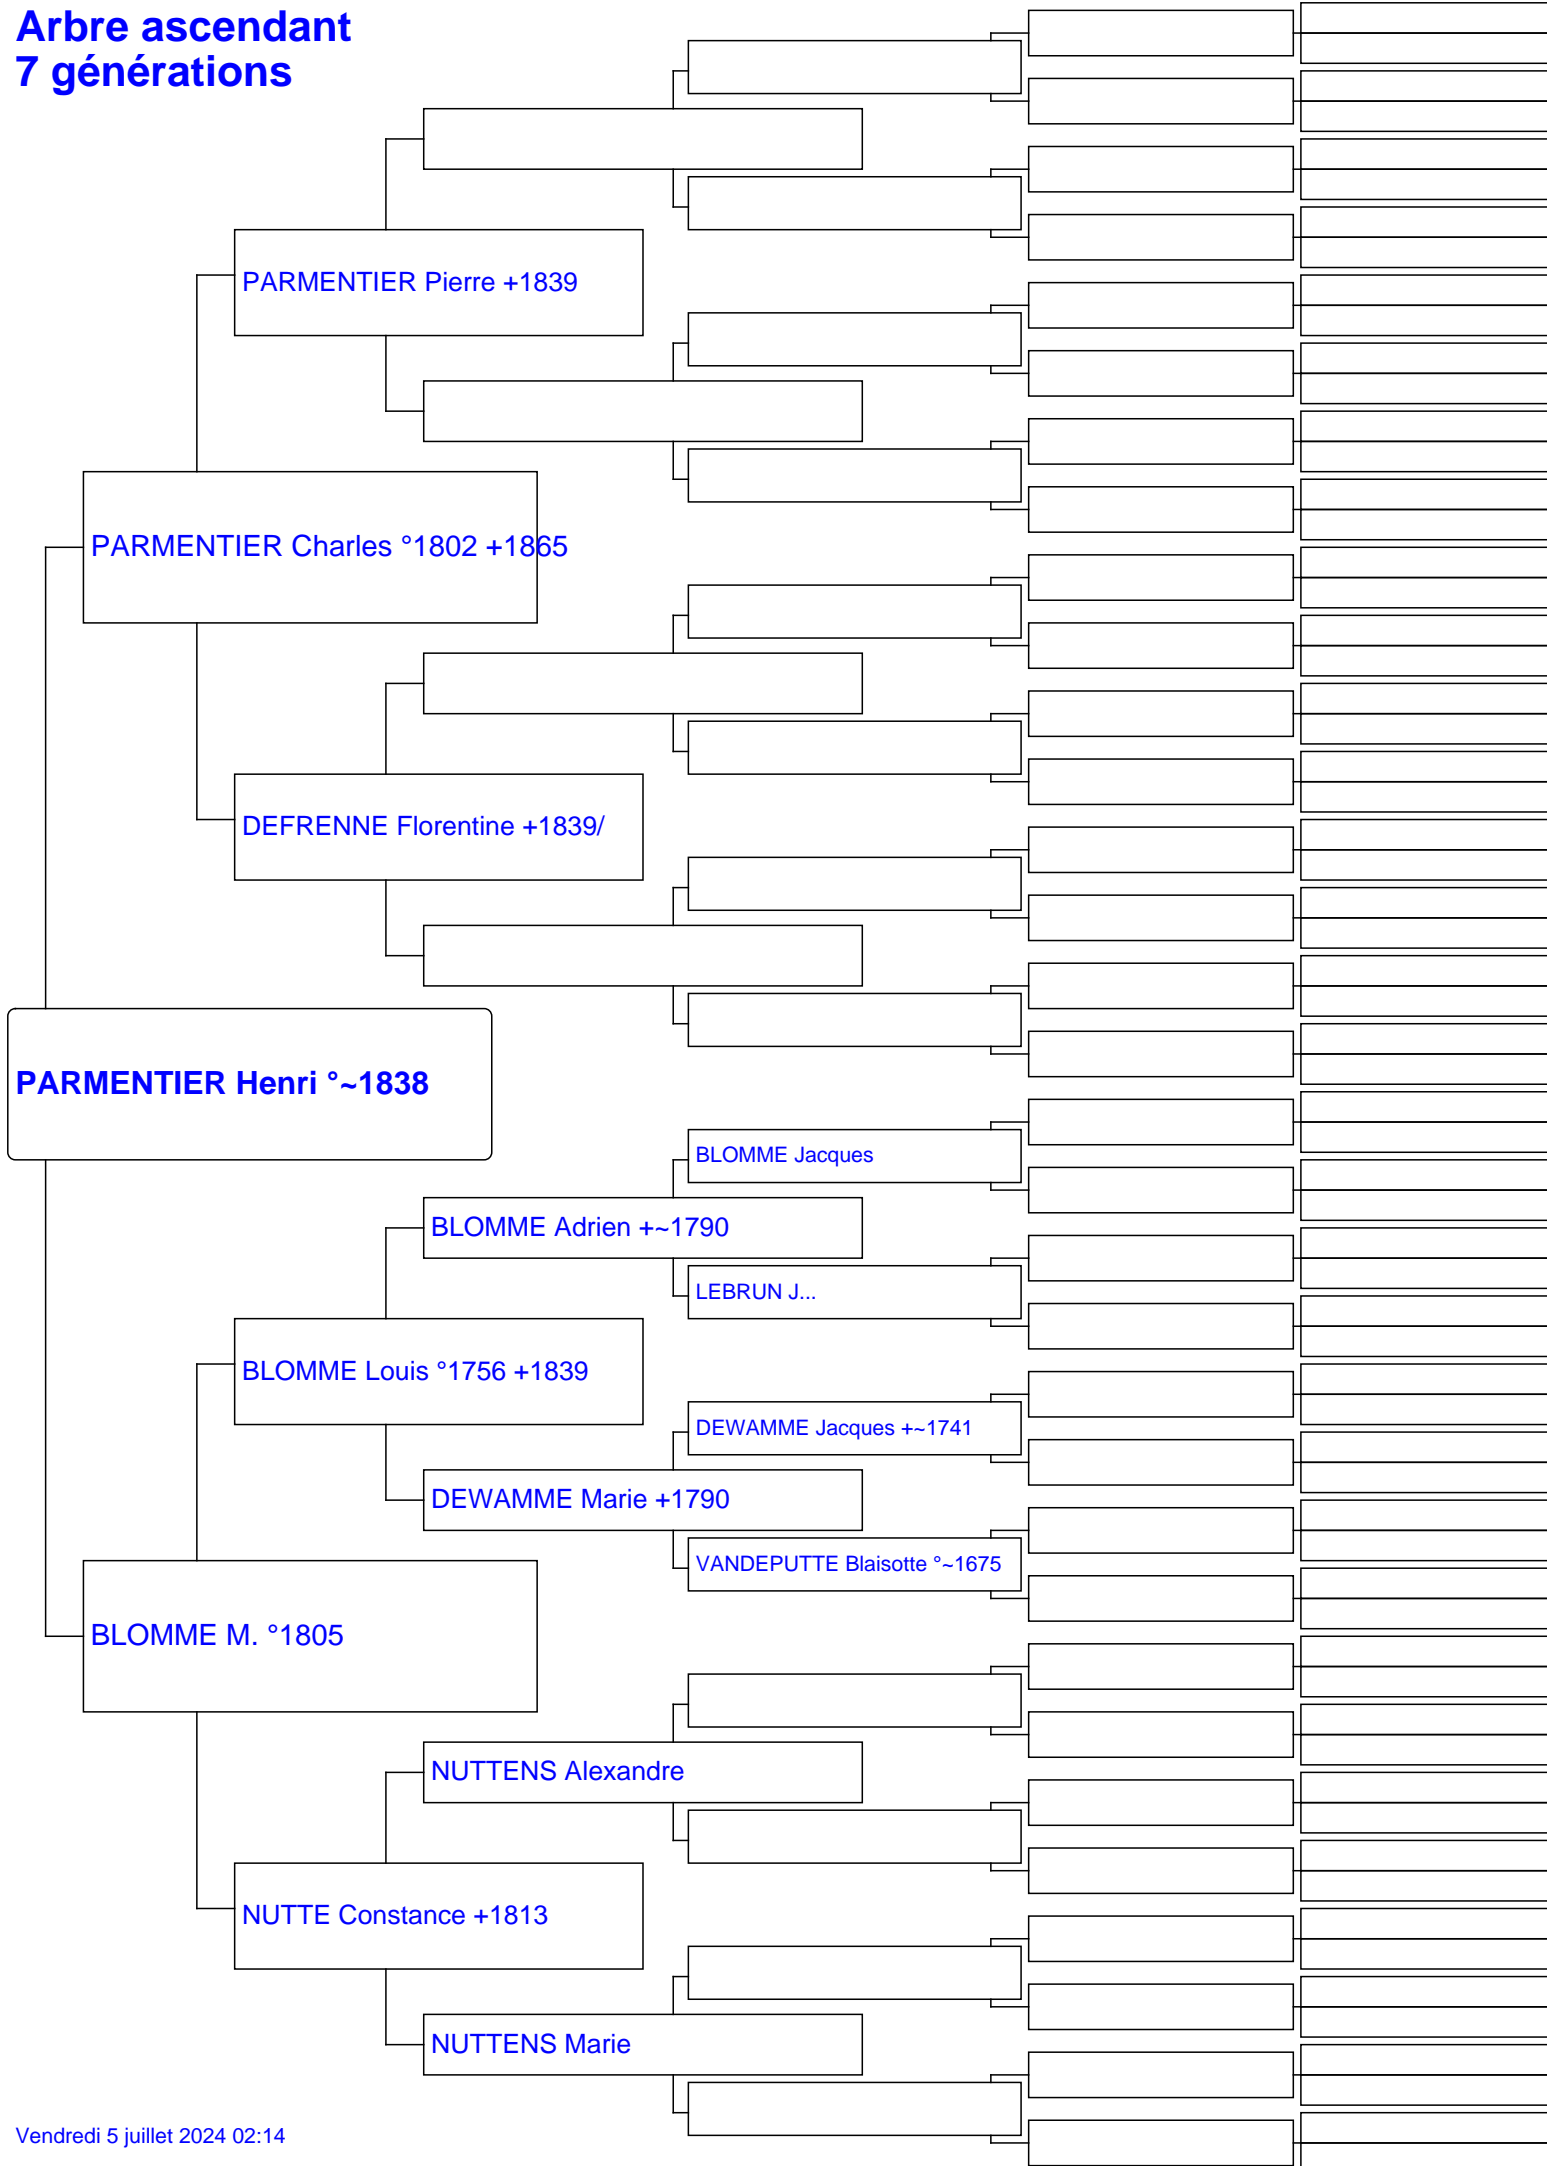 Arbre ascendant
7 générations
PARMENTIER Pierre +1839
PARMENTIER Charles °1802 +1865
DEFRENNE Florentine +1839/
PARMENTIER Henri °~1838
BLOMME Jacques
BLOMME Adrien +~1790
LEBRUN J...
BLOMME Louis °1756 +1839
DEWAMME Jacques +~1741
DEWAMME Marie +1790
VANDEPUTTE Blaisotte °~1675
BLOMME M. °1805
NUTTENS Alexandre
NUTTE Constance +1813
NUTTENS Marie
Vendredi 5 juillet 2024 02:14